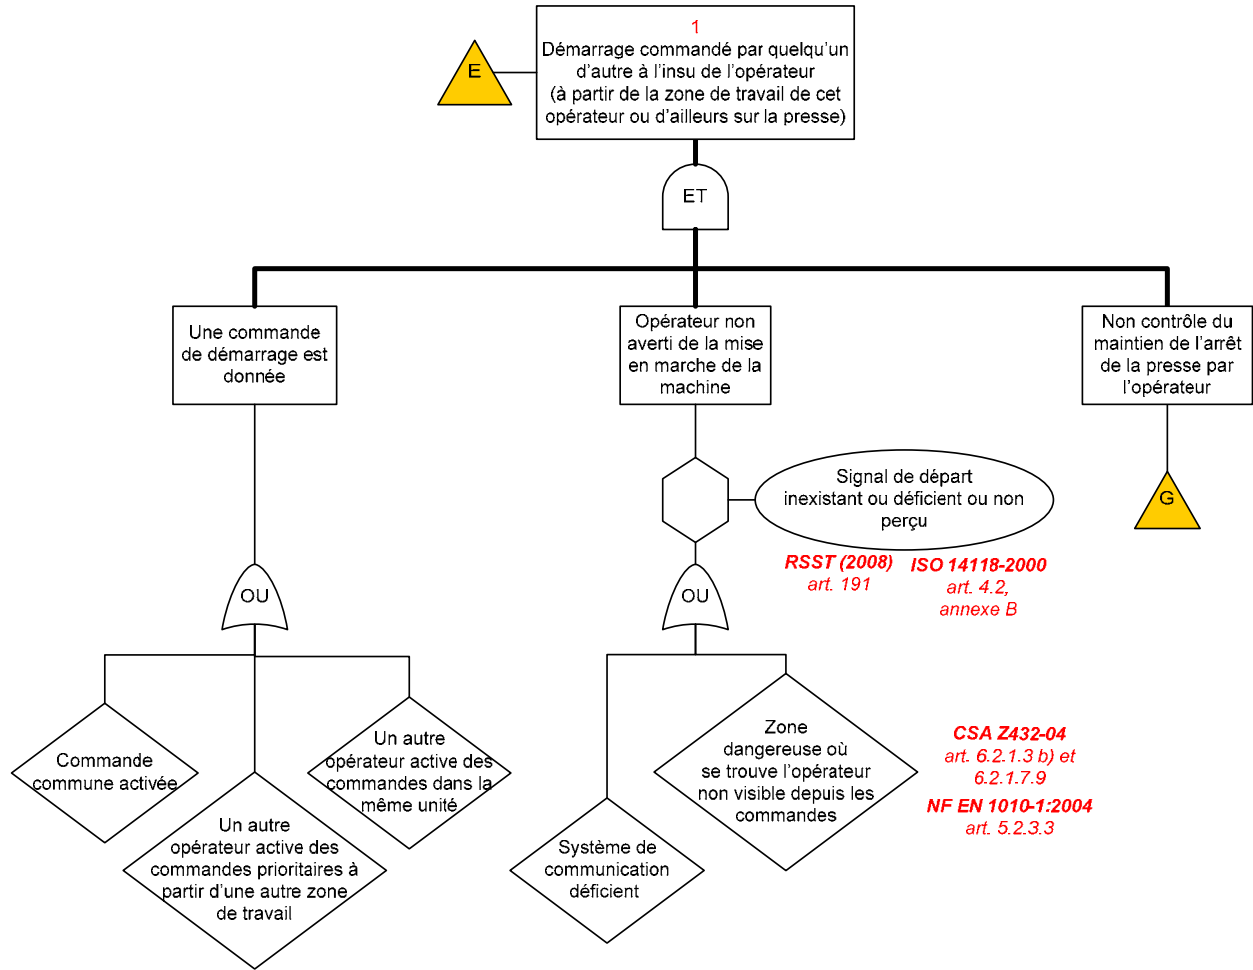 1
Démarrage commandé par quelqu'un
d'autre à l'insu de l'opérateur
(à partir de la zone de travail de cet
opérateur ou d'ailleurs sur la presse)
E
ET
Une commande
de démarrage est
donnée
Opérateur non
averti de la mise
en marche de la
machine
Non contrôle du
maintien de l'arrêt
de la presse par
l'opérateur
Signal de départ
inexistant ou déficient ou non
perçu
G
RSST (2008)
art. 191
ISO 14118-2000
art. 4.2,
annexe B
OU
OU
Commande
commune activée
Un autre
opérateur active des
commandes prioritaires à
partir d'une autre zone
de travail
Un autre
opérateur active des
commandes dans la
même unité
Système de
communication
déficient
Zone
dangereuse où
se trouve l'opérateur
non visible depuis les
commandes
CSA Z432-04
art. 6.2.1.3 b) et
6.2.1.7.9
NF EN 1010-1:2004
art. 5.2.3.3